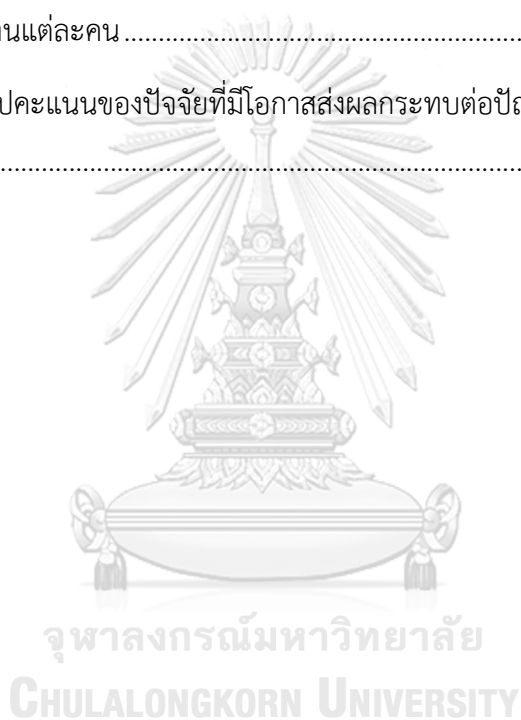 นแต่ละคน ..........................................................
ปคะแนนของปัจจัยที่มีโอกาสส่งผลกระทบต่อปัญ
..........................................................................
จุฬาลงกรณ์มหาวิทยาลัย
CHULALONGKORN UNIVERSITY